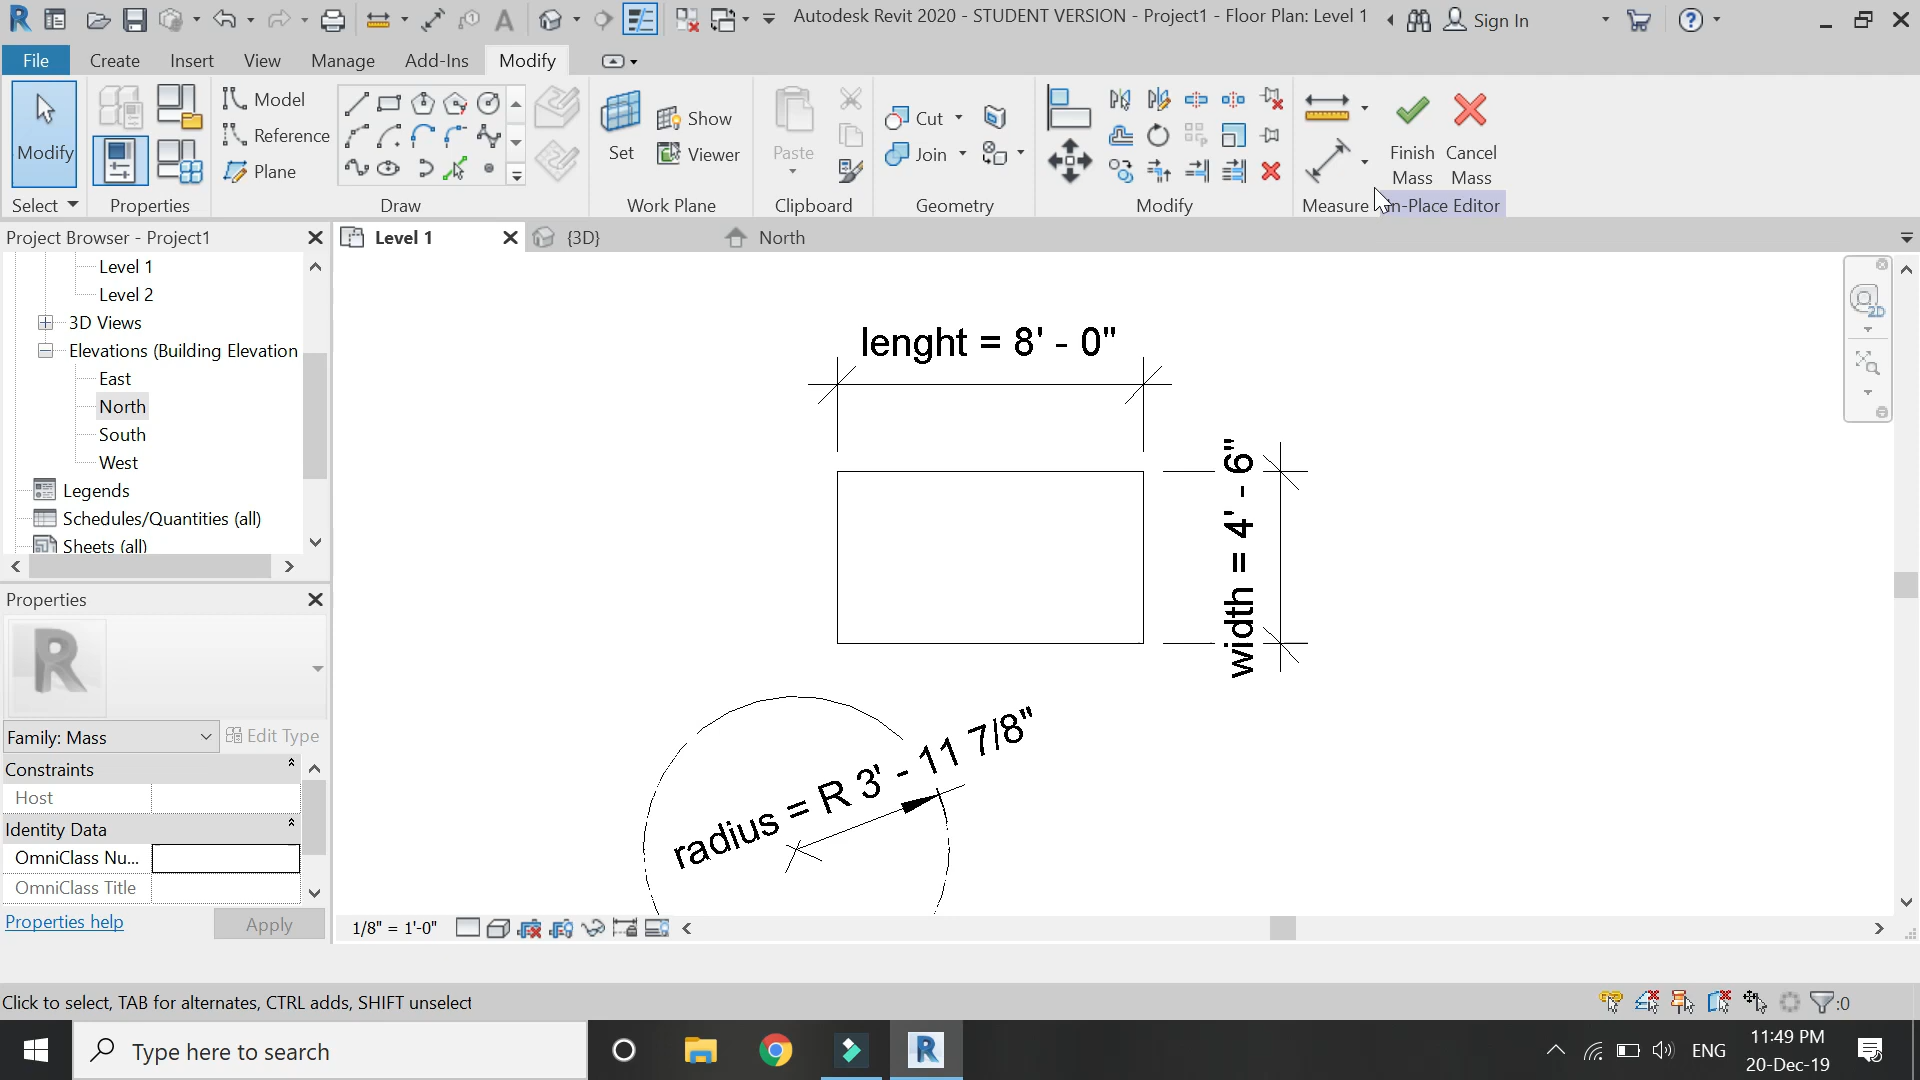 Autodesk Revit 2020 - STUDENT VERSION - Project1 - Floor Plan: Level 1
Sign In
File
Create
Insert
View
Manage
Add-Ins
Modify
Modify
Select
Properties
Model
Reference
Plane
Draw
Set
Show
Viewer
Work Plane
Paste
Clipboard
Cut
Join
Geometry
Modify
Measure
Finish
Mass
Cancel
Mass
In-Place Editor
Project Browser - Project1
Level 1
Level 2
3D Views
Elevations (Building Elevation
East
North
South
West
Legends
Schedules/Quantities (all)
Sheets (all)
Level 1
{3D}
North
2D
lenght = 8' - 0"
width = 4' - 6"
radius = R 3' - 11 7/8"
Properties
R
Family: Mass
Edit Type
Constraints
Host
Identity Data
OmniClass Nu...
OmniClass Title
Properties help
Apply
1/8" = 1'-0"
Click to select, TAB for alternates, CTRL adds, SHIFT unselect
:0
Type here to search
ENG
11:49 PM
20-Dec-19